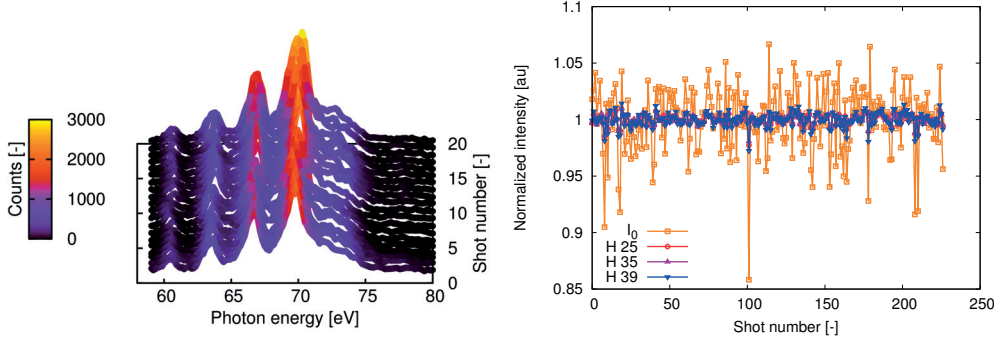 3000
2000
1000
0
Counts [-]
20
15
10
5
0
Shot number [-]
60 65 70 75 80
Photon energy [eV]
1.1
1.05
1
0.95
0.9
0.85
Normalized intensity [au]
I0
H 25
H 35
H 39
0 50 100 150 200 250
Shot number [-]